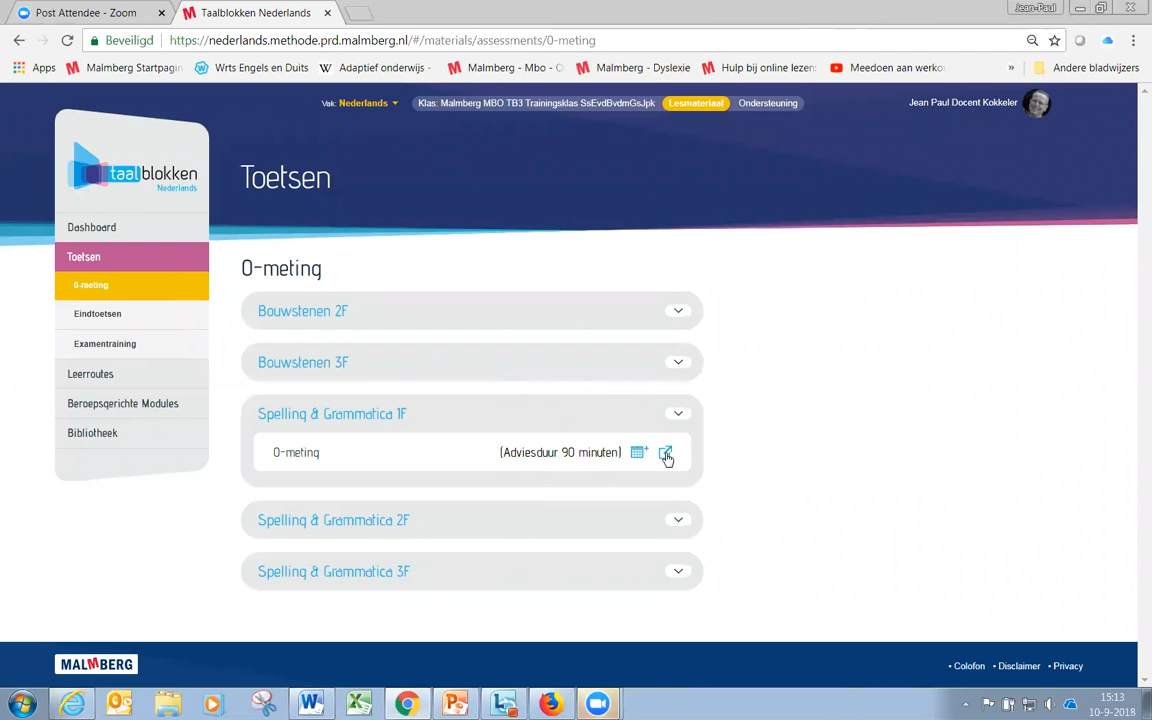 Post Attendee - Zoom
Taalblokken Nederlands
Jean-Paul
Beveiligd
https://nederlands.methode.prd.malmberg.nl/#/materials/assessments/0-meting
Apps
Malmberg Startpagin
Wrts Engels en Duits
Adaptief onderwijs -
Malmberg - Mbo - O
Malmberg - Dyslexie
Hulp bij online lezen:
Meedoen aan werkov
»
Andere bladwijzers
Vak: Nederlands
Klas: Malmberg MBO TB3 Trainingsklas SsEvdBvdmGsJpk
Lesmateriaal
Ondersteuning
Jean Paul Docent Kokkeler
taalblokken
Nederlands
Toetsen
Dashboard
Toetsen
0-meting
Eindtoetsen
Examentraining
Leerroutes
Beroepsgerichte Modules
Bibliotheek
0-meting
Bouwstenen 2F
Bouwstenen 3F
Spelling & Grammatica 1F
0-meting (Adviesduur 90 minuten)
Spelling & Grammatica 2F
Spelling & Grammatica 3F
MALMBERG
• Colofon • Disclaimer • Privacy
15:13
10-9-2018